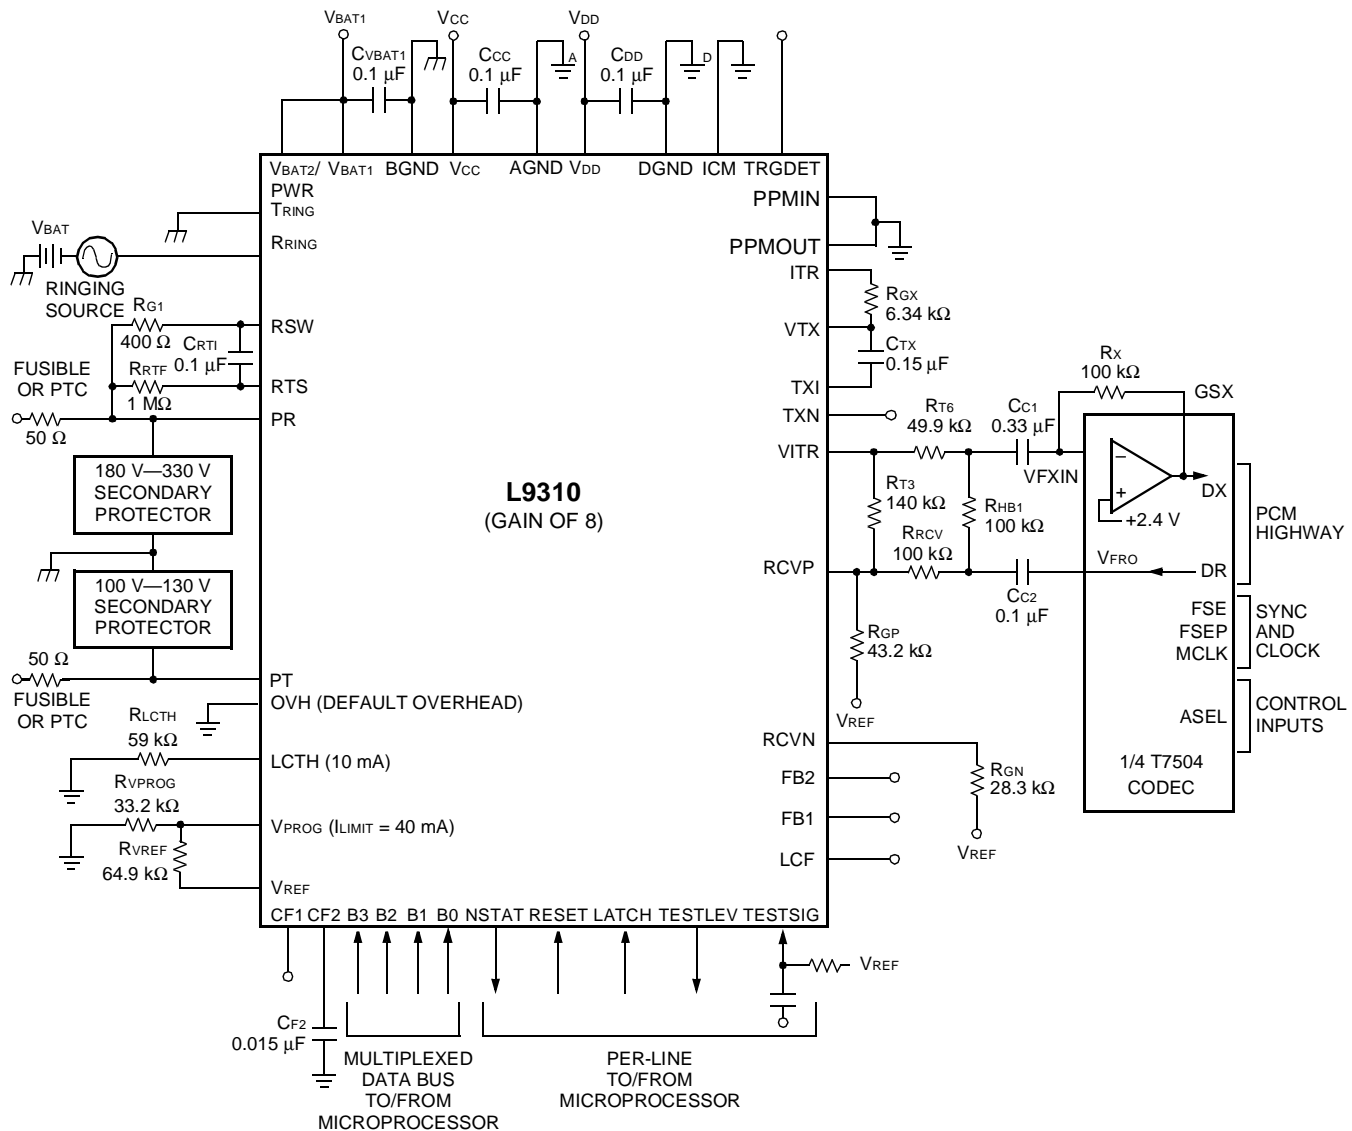 VBAT1
VCC
VDD
CVBAT1
0.1 µF
CCC
0.1 µF
A
CDD
0.1 µF
D
VBAT2/
PWR
VBAT1
BGND
VCC
AGND
VDD
DGND
ICM
TRGDET
TRING
RRING
VBAT
RINGING
SOURCE
RG1
400 Ω
CRTI
0.1 µF
RRTF
1 MΩ
RSW
RTS
PR
FUSIBLE
OR PTC
50 Ω
180 V—330 V
SECONDARY
PROTECTOR
100 V—130 V
SECONDARY
PROTECTOR
50 Ω
FUSIBLE
OR PTC
PT
OVH (DEFAULT OVERHEAD)
RLCTH
59 kΩ
LCTH (10 mA)
RVPROG
33.2 kΩ
VPROG (ILIMIT = 40 mA)
RVREF
64.9 kΩ
VREF
L9310
(GAIN OF 8)
PPMIN
PPMOUT
ITR
RGX
6.34 kΩ
VTX
CTX
0.15 µF
TXI
TXN
VITR
RT6
49.9 kΩ
CC1
0.33 µF
RX
100 kΩ
GSX
VFXIN
−
+
+2.4 V
DX
RT3
140 kΩ
RHB1
100 kΩ
RRCV
100 kΩ
RCVP
CC2
0.1 µF
VFRO
DR
PCM
HIGHWAY
FSE
FSEP
MCLK
SYNC
AND
CLOCK
ASEL
CONTROL
INPUTS
1/4 T7504
CODEC
RGP
43.2 kΩ
VREF
RCVN
RGN
28.3 kΩ
VREF
FB2
FB1
LCF
CF1 CF2 B3 B2 B1 B0 NSTAT RESET LATCH TESTLEV TESTSIG
VREF
CF2
0.015 µF
MULTIPLEXED
DATA BUS
TO/FROM
MICROPROCESSOR
PER-LINE
TO/FROM
MICROPROCESSOR